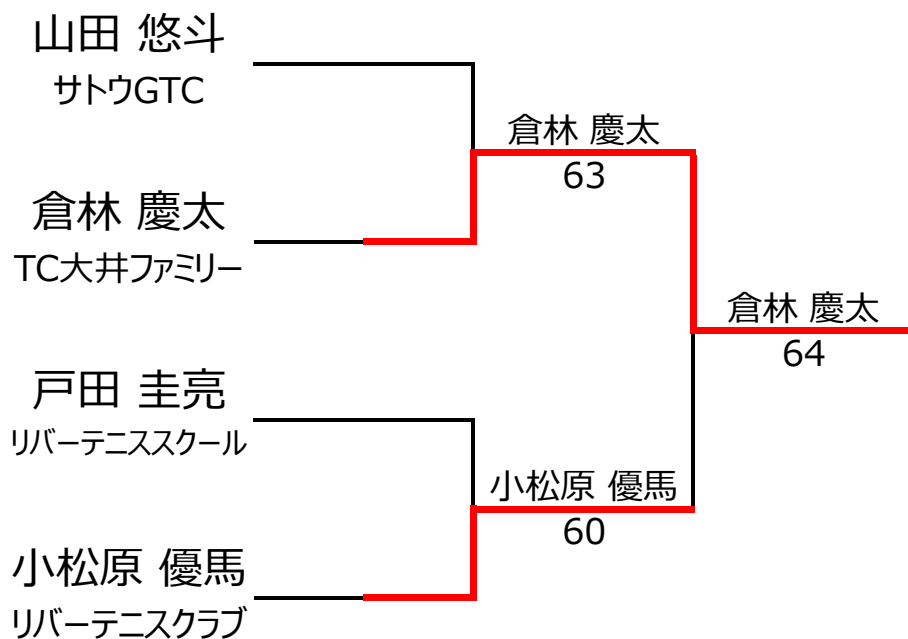 山田 悠斗
サトウGTC
倉林 慶太
63
倉林 慶太
TC大井ファミリー
倉林 慶太
64
戸田 圭亮
リバーテニススクール
小松原 優馬
60
小松原 優馬
リバーテニスクラブ